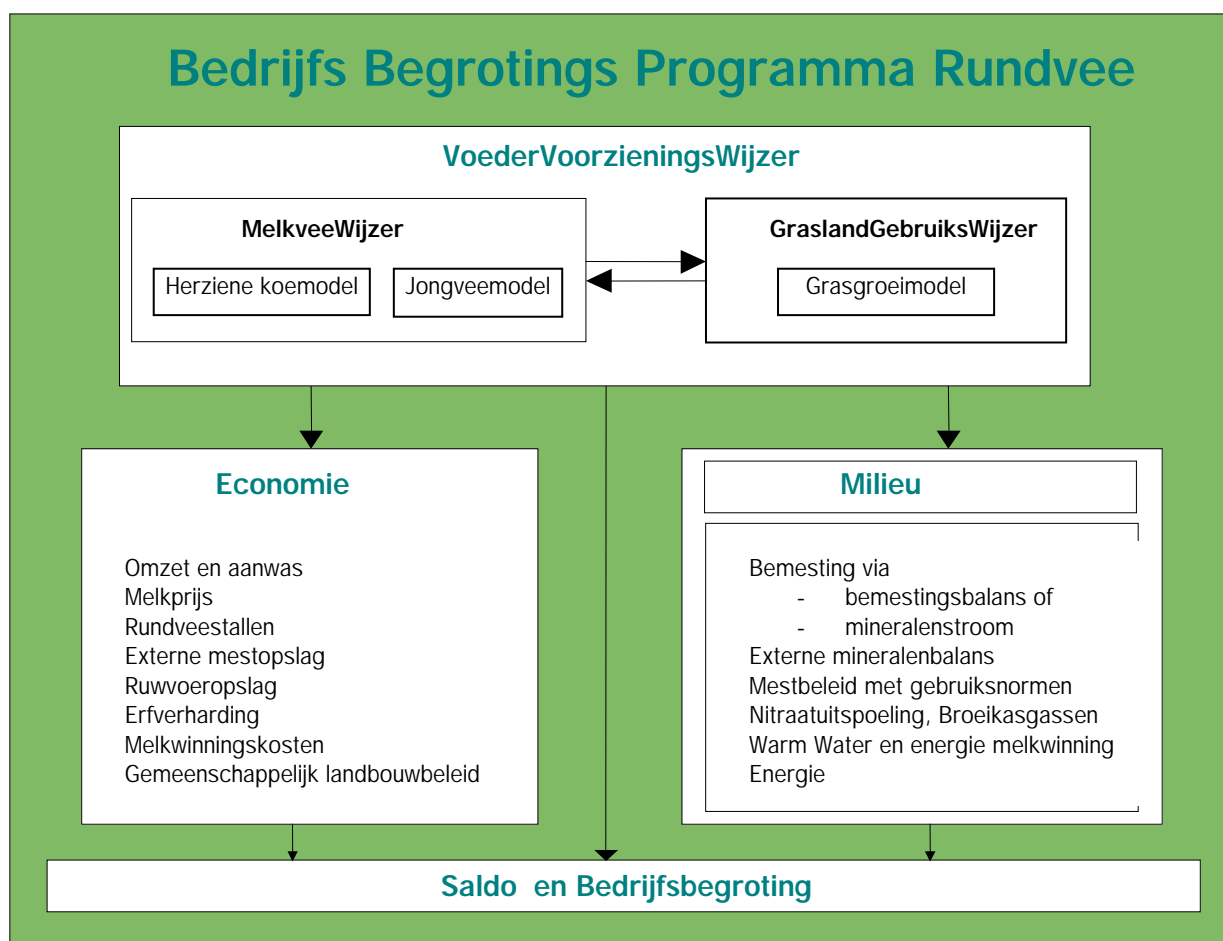 Bedrijfs Begrotings Programma Rundvee
VoederVoorzieningsWijzer
MelkveeWijzer
Herziene koemodel
Jongveemodel
GraslandGebruiksWijzer
Grasgroeimodel
Economie
Omzet en aanwas
Melkprijs
Rundveestallen
Externe mestopslag
Ruwvoeropslag
Erfverharding
Melkwinningskosten
Gemeenschappelijk landbouwbeleid
Milieu
Bemesting via
- bemestingsbalans of
- mineralenstroom
Externe mineralenbalans
Mestbeleid met gebruiksnormen
Nitraatuitspoeling, Broeikasgassen
Warm Water en energie melkwinning
Energie
Saldo en Bedrijfsbegroting